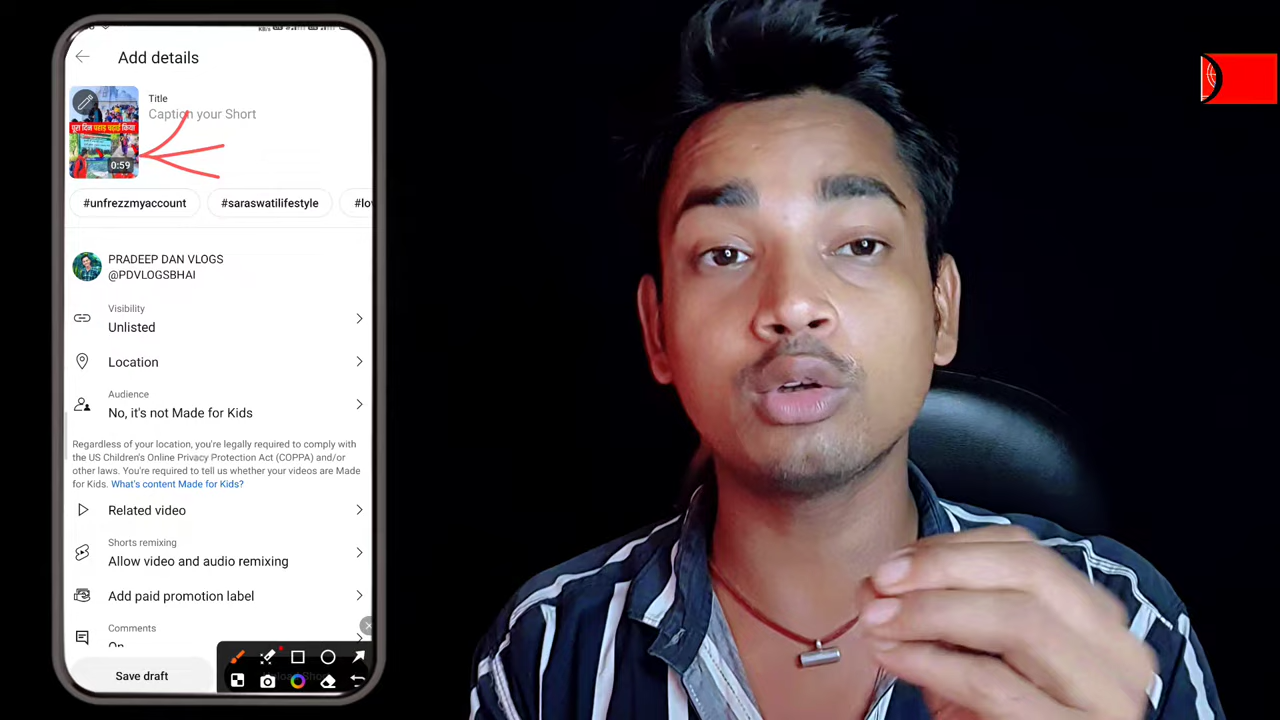 Add details
Title
Caption your Short
पूरा दिन पहाड़ चढ़ाई किया
0:59
#unfrezzmyaccount
#saraswatilifestyle
#lo
PRADEEP DAN VLOGS
@PDVLOGSBHAI
Visibility
Unlisted
Location
Audience
No, it's not Made for Kids
Regardless of your location, you're legally required to comply with
the US Children's Online Privacy Protection Act (COPPA) and/or
other laws. You're required to tell us whether your videos are Made
for Kids. What's content Made for Kids?
Related video
Shorts remixing
Allow video and audio remixing
Add paid promotion label
Comments
On
Save draft